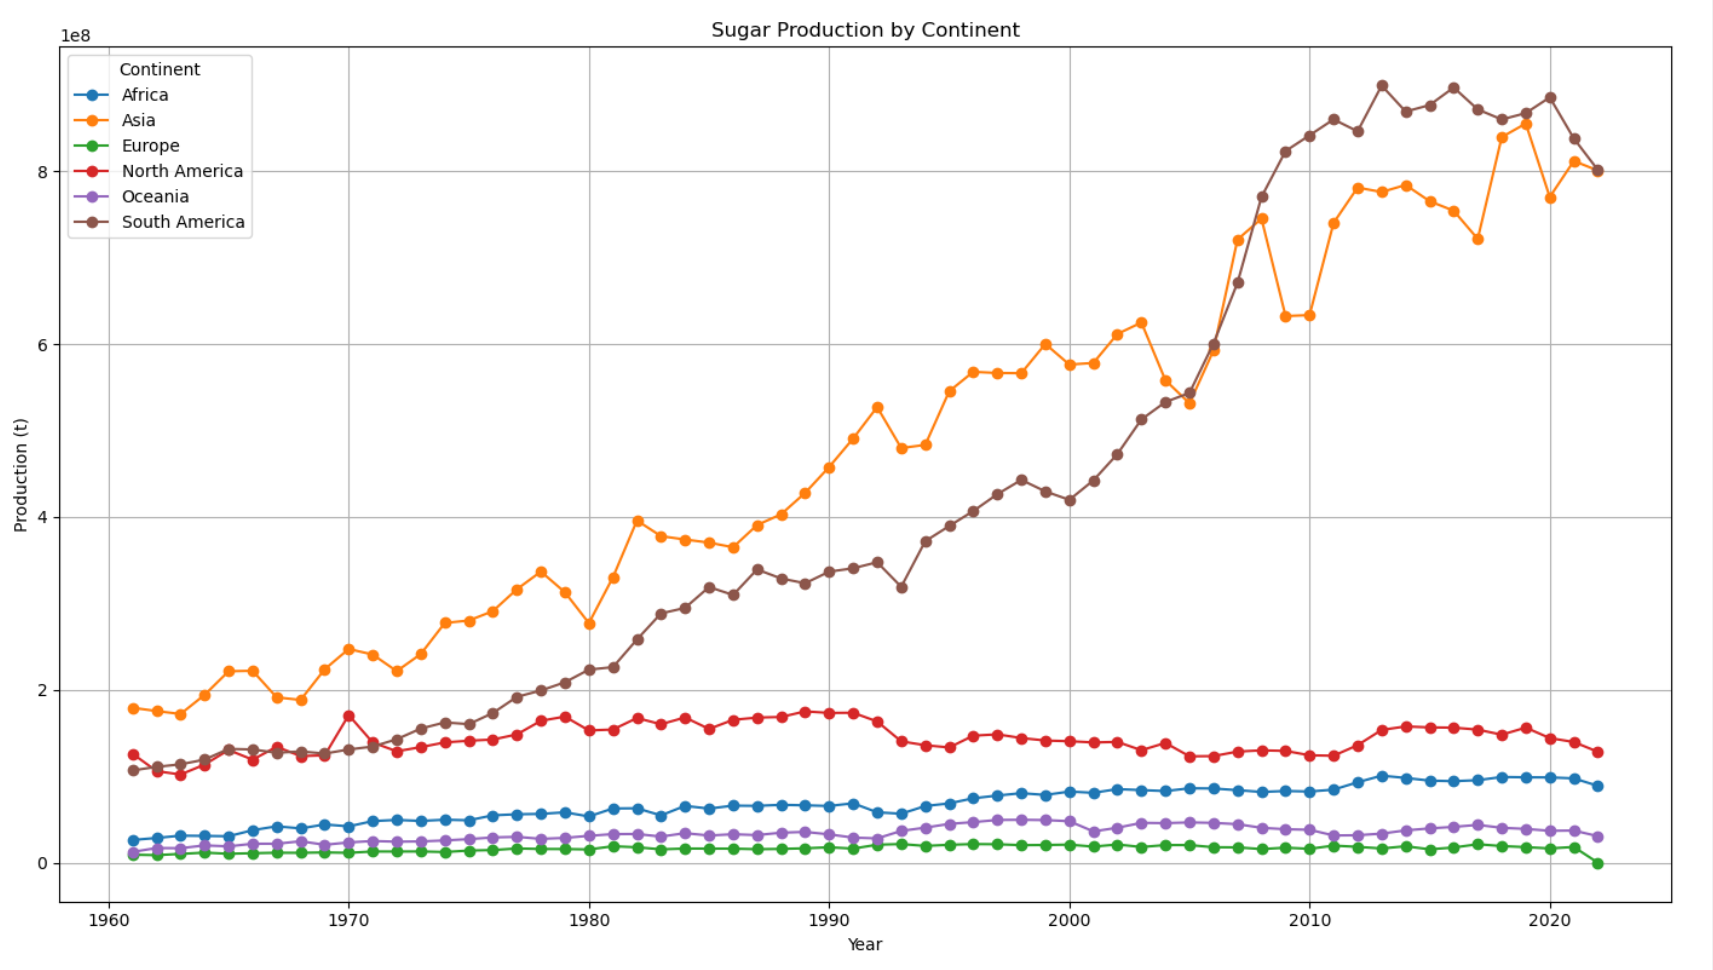 Sugar Production by Continent
1e8
Continent
Africa
Asia
Europe
North America
Oceania
South America
8
6
4
2
0
Production (t)
1960 1970 1980 1990 2000 2010 2020
Year